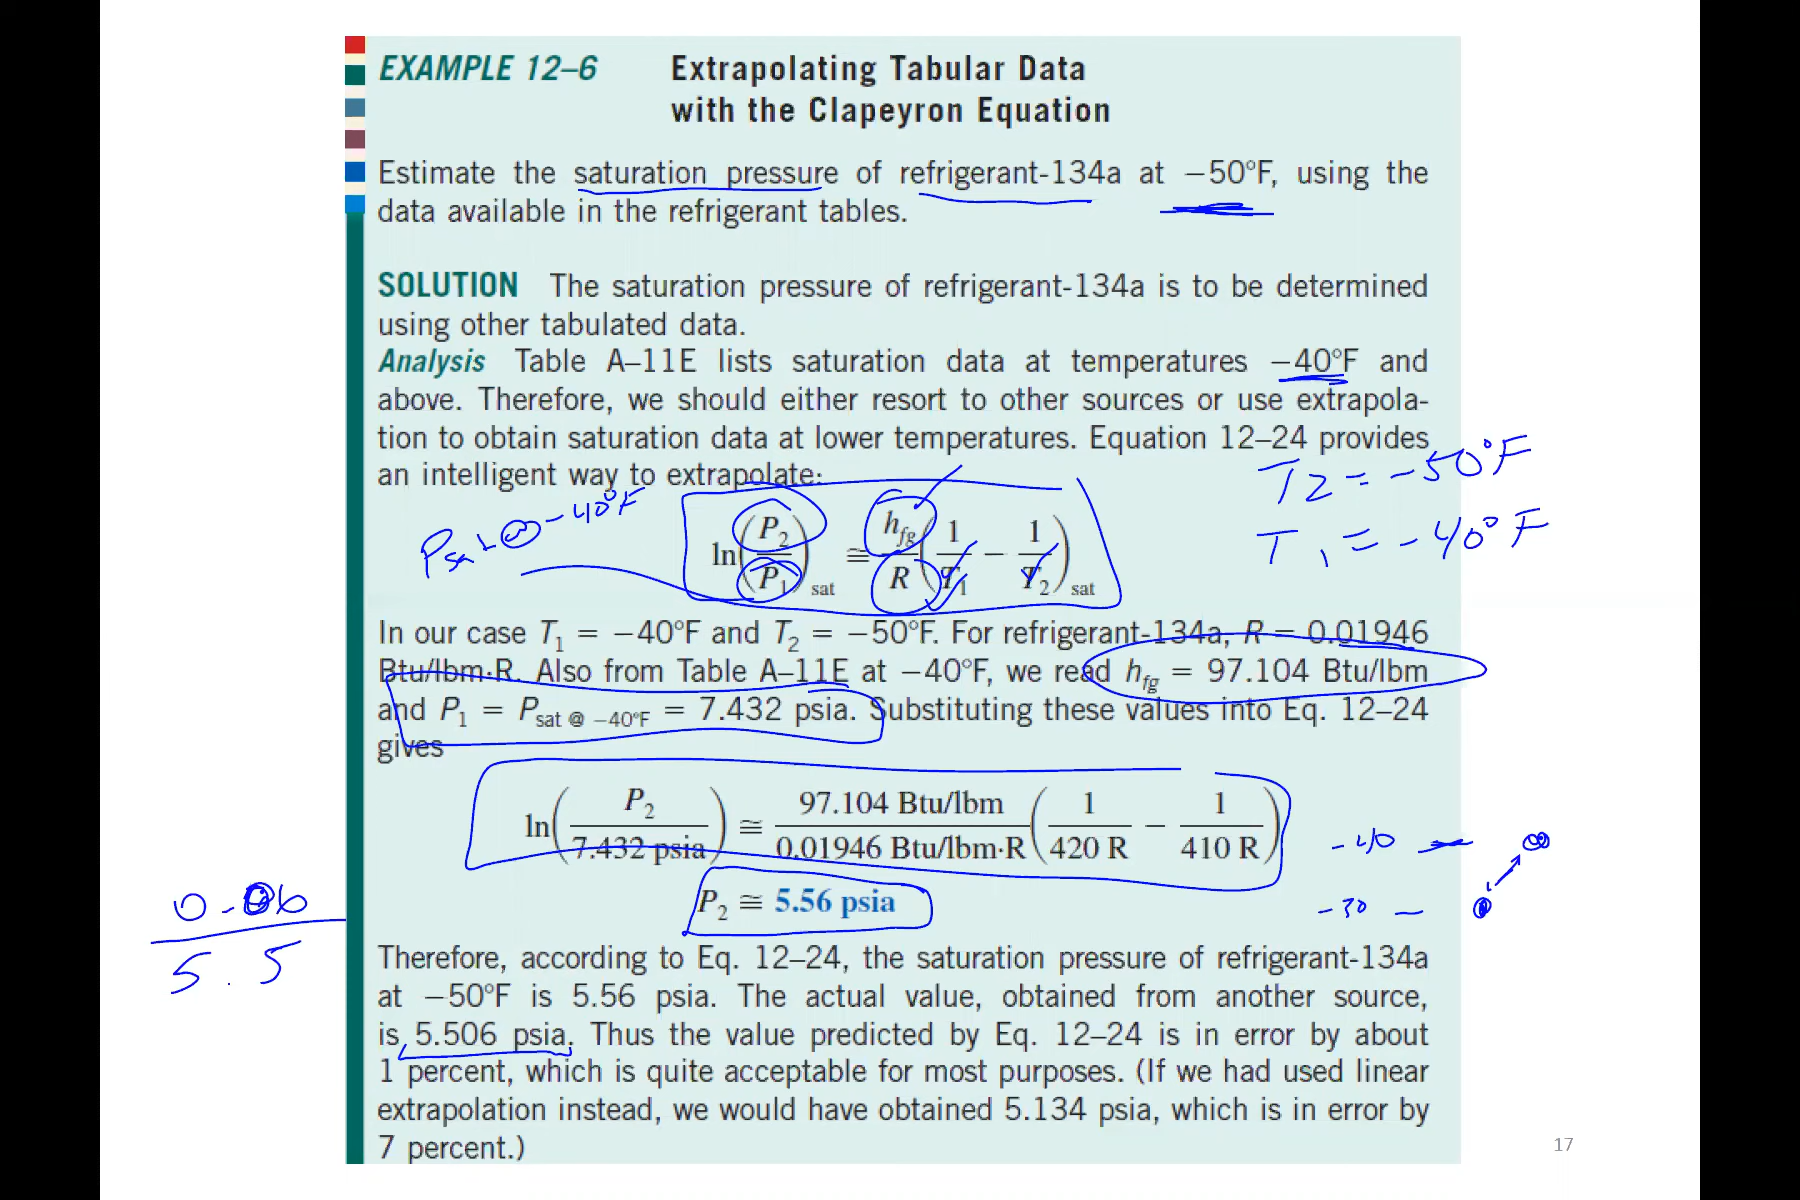 EXAMPLE 12–6 Extrapolating Tabular Data
with the Clapeyron Equation
Estimate the saturation pressure of refrigerant-134a at −50°F, using the
data available in the refrigerant tables.
SOLUTION The saturation pressure of refrigerant-134a is to be determined
using other tabulated data.
Analysis Table A–11E lists saturation data at temperatures −40°F and
above. Therefore, we should either resort to other sources or use extrapola-
tion to obtain saturation data at lower temperatures. Equation 12–24 provides
an intelligent way to extrapolate:
T2 = -50°F
Psat @ -40°F
ln(P₂/P₁)sat ≅ hfg/R (1/T₁ − 1/T₂)sat
T1 = -40°F
In our case T₁ = −40°F and T₂ = −50°F. For refrigerant-134a, R = 0.01946
Btu/lbm·R. Also from Table A–11E at −40°F, we read hfg = 97.104 Btu/lbm
and P₁ = Psat @ −40°F = 7.432 psia. Substituting these values into Eq. 12–24
gives
ln(P₂/7.432 psia) ≅ 97.104 Btu/lbm/0.01946 Btu/lbm·R (1/420 R − 1/410 R)
-40 —
P₂ ≅ 5.56 psia
-30 —
5.5
Therefore, according to Eq. 12–24, the saturation pressure of refrigerant-134a
at −50°F is 5.56 psia. The actual value, obtained from another source,
is 5.506 psia. Thus the value predicted by Eq. 12–24 is in error by about
1 percent, which is quite acceptable for most purposes. (If we had used linear
extrapolation instead, we would have obtained 5.134 psia, which is in error by
7 percent.)
17